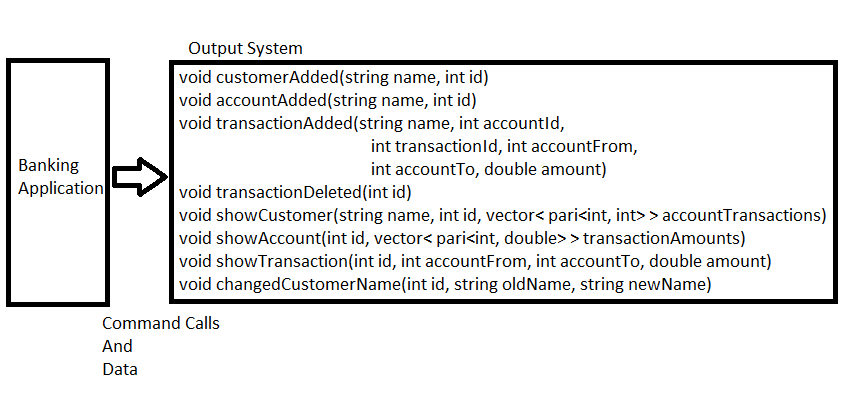 Output System
void customerAdded(string name, int id)
void accountAdded(string name, int id)
void transactionAdded(string name, int accountId,
int transactionId, int accountFrom,
int accountTo, double amount)
void transactionDeleted(int id)
void showCustomer(string name, int id, vector< pari<int, int> > accountTransactions)
void showAccount(int id, vector< pari<int, double> > transactionAmounts)
void showTransaction(int id, int accountFrom, int accountTo, double amount)
void changedCustomerName(int id, string oldName, string newName)
Banking
Application
Command Calls
And
Data